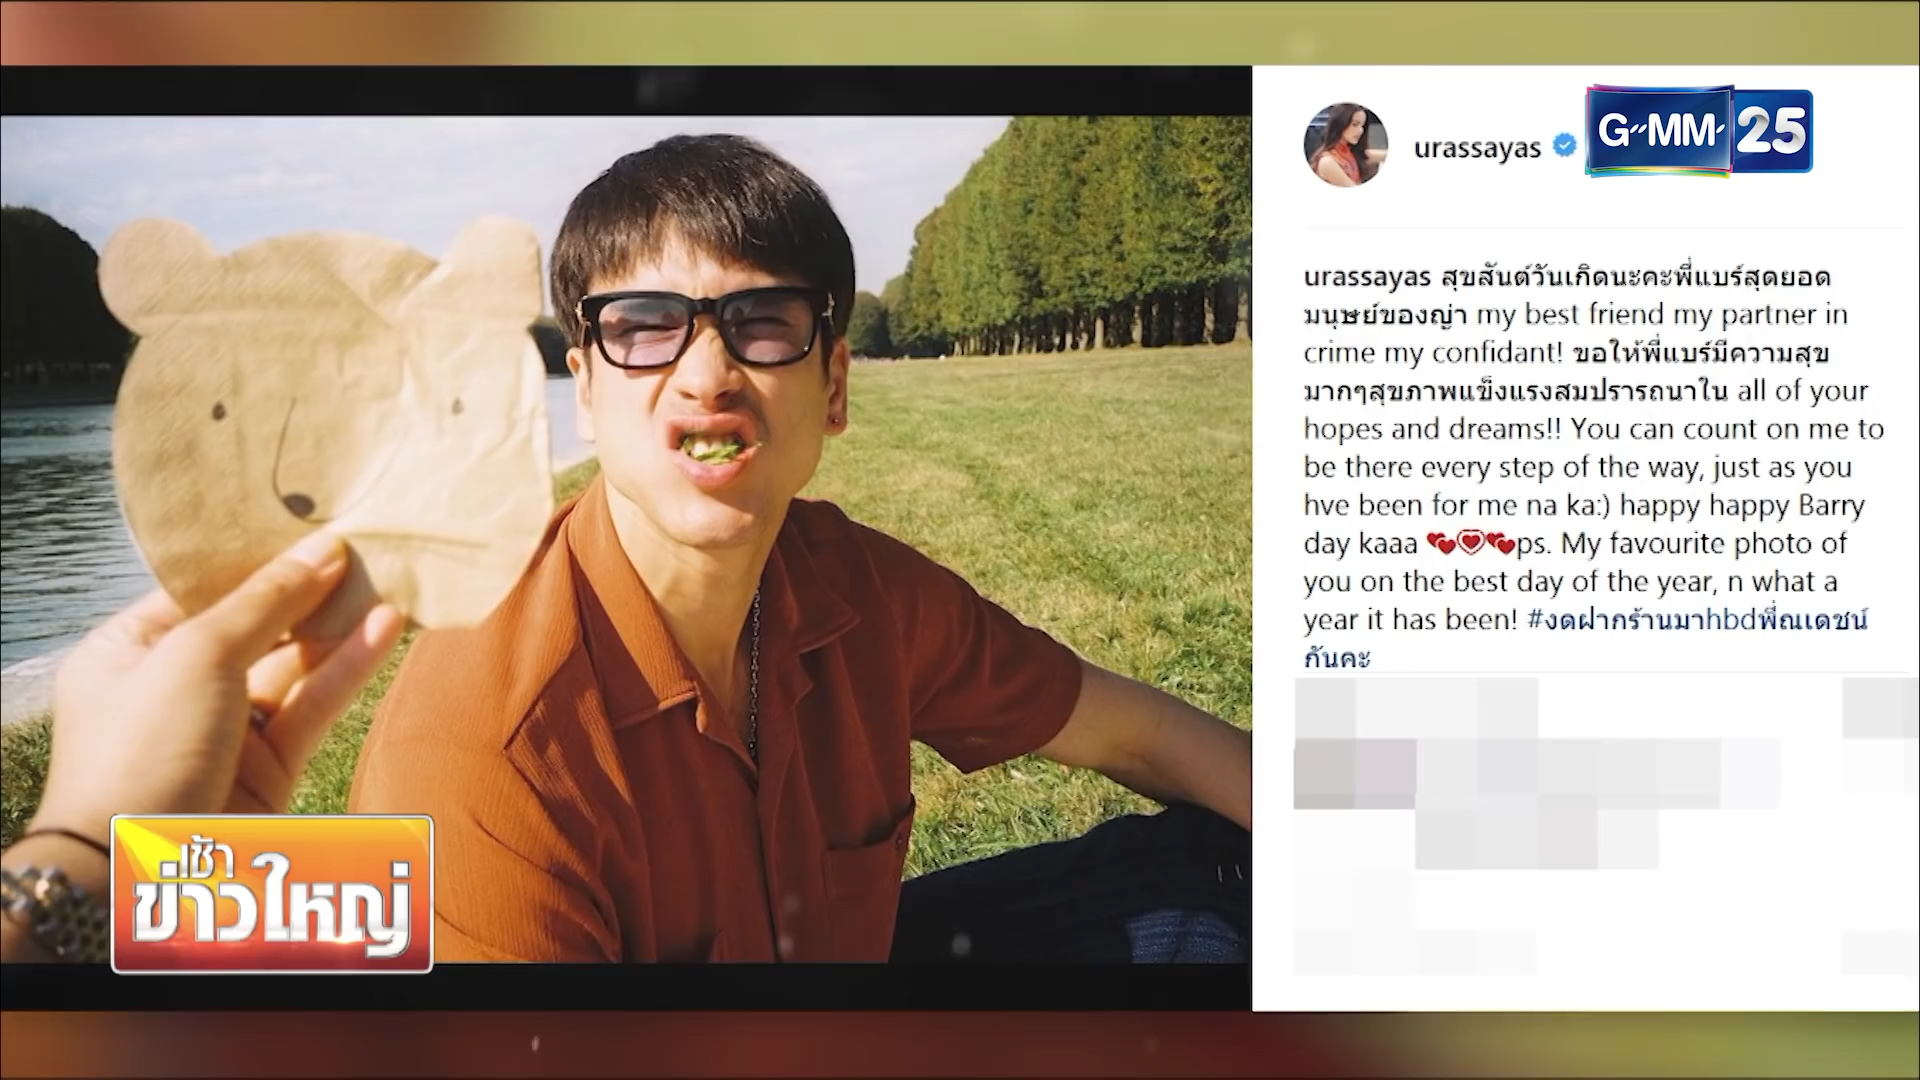 urassayas
G-MM 25
urassayas สุขสันต์วันเกิดนะคะพี่แบร์สุดยอด
มนุษย์ของญ่า my best friend my partner in
crime my confidant! ขอให้พี่แบร์มีความสุข
มากๆสุขภาพแข็งแรงสมปรารถนาใน all of your
hopes and dreams!! You can count on me to
be there every step of the way, just as you
hve been for me na ka:) happy happy Barry
day kaaa 💕💟💕ps. My favourite photo of
you on the best day of the year, n what a
year it has been! #งดฝากร้านมาhbdพี่ณเดชน์
กันคะ
เช้า
ข่าวใหญ่